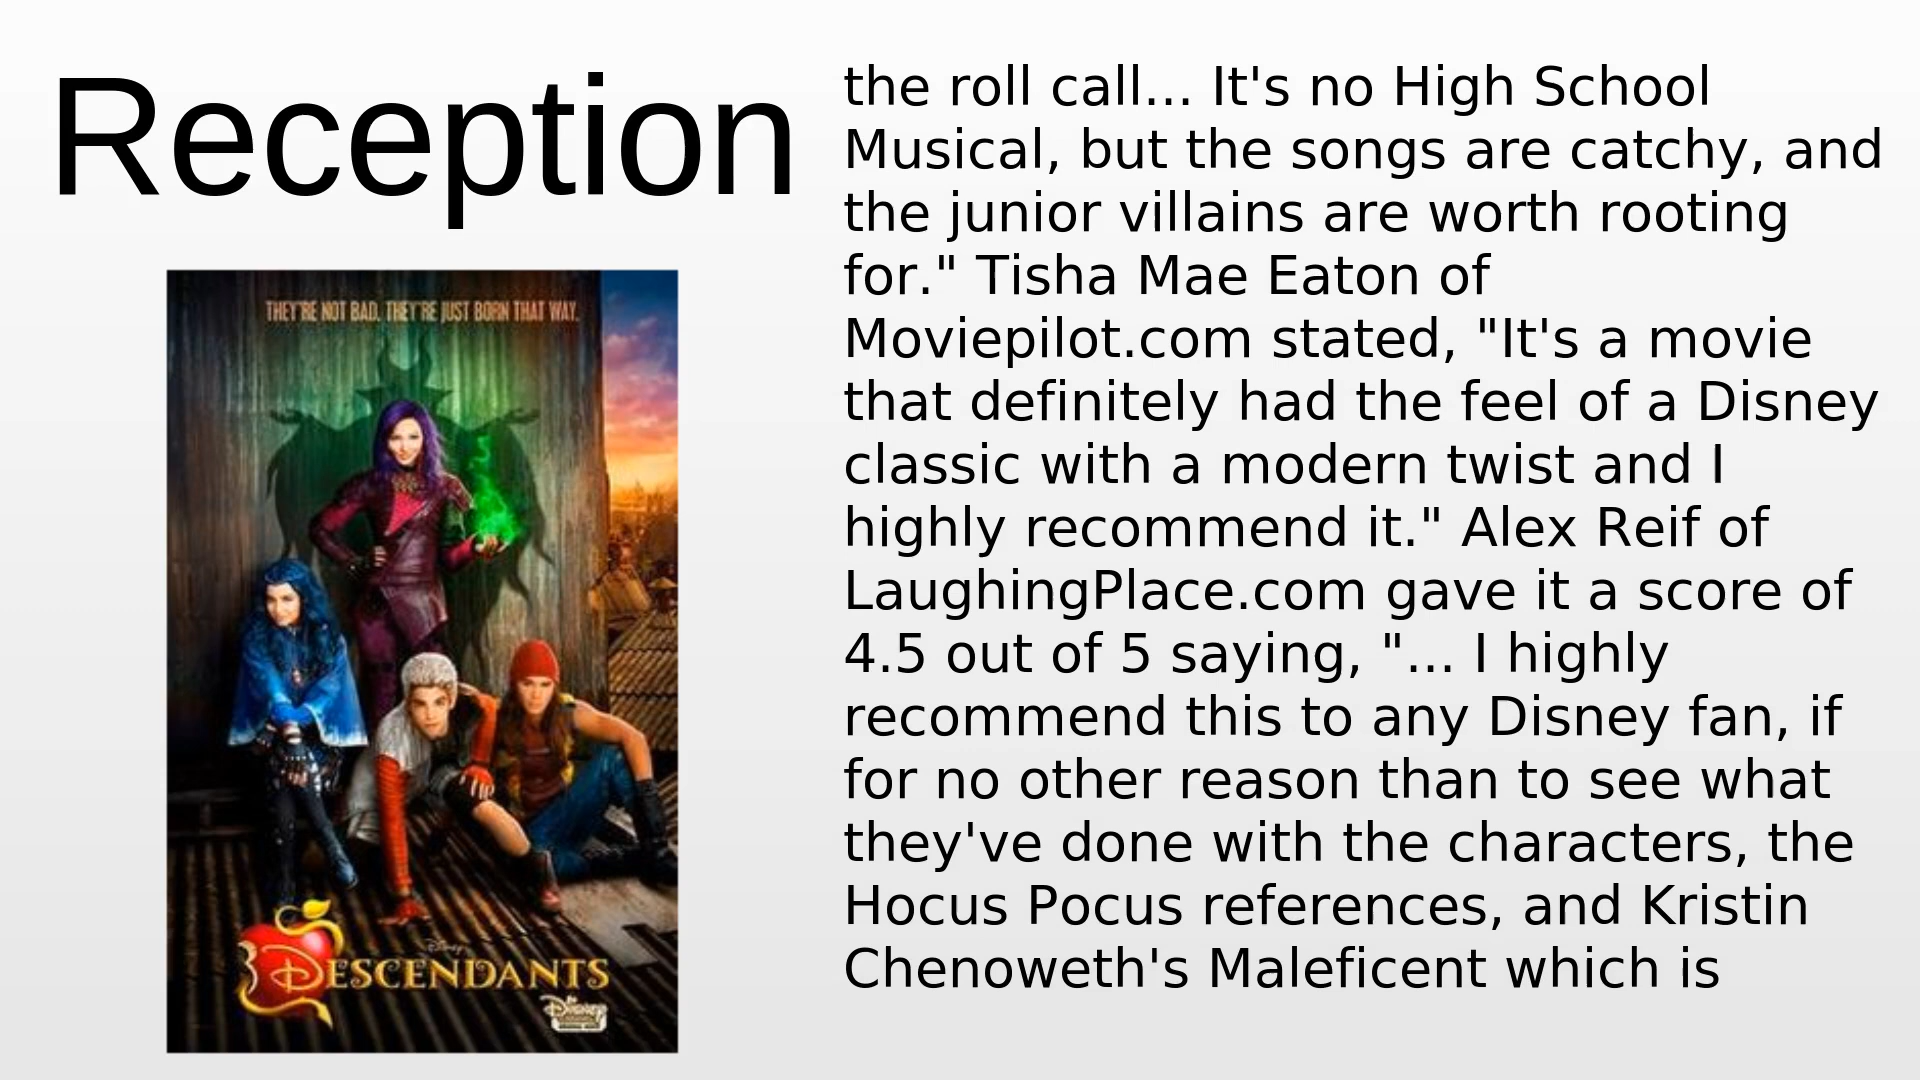 Reception
THEY'RE NOT BAD, THEY'RE JUST BORN THAT WAY.
Disney
DESCENDANTS
Disney
the roll call... It's no High School
Musical, but the songs are catchy, and
the junior villains are worth rooting
for." Tisha Mae Eaton of
Moviepilot.com stated, "It's a movie
that definitely had the feel of a Disney
classic with a modern twist and I
highly recommend it." Alex Reif of
LaughingPlace.com gave it a score of
4.5 out of 5 saying, "... I highly
recommend this to any Disney fan, if
for no other reason than to see what
they've done with the characters, the
Hocus Pocus references, and Kristin
Chenoweth's Maleficent which is